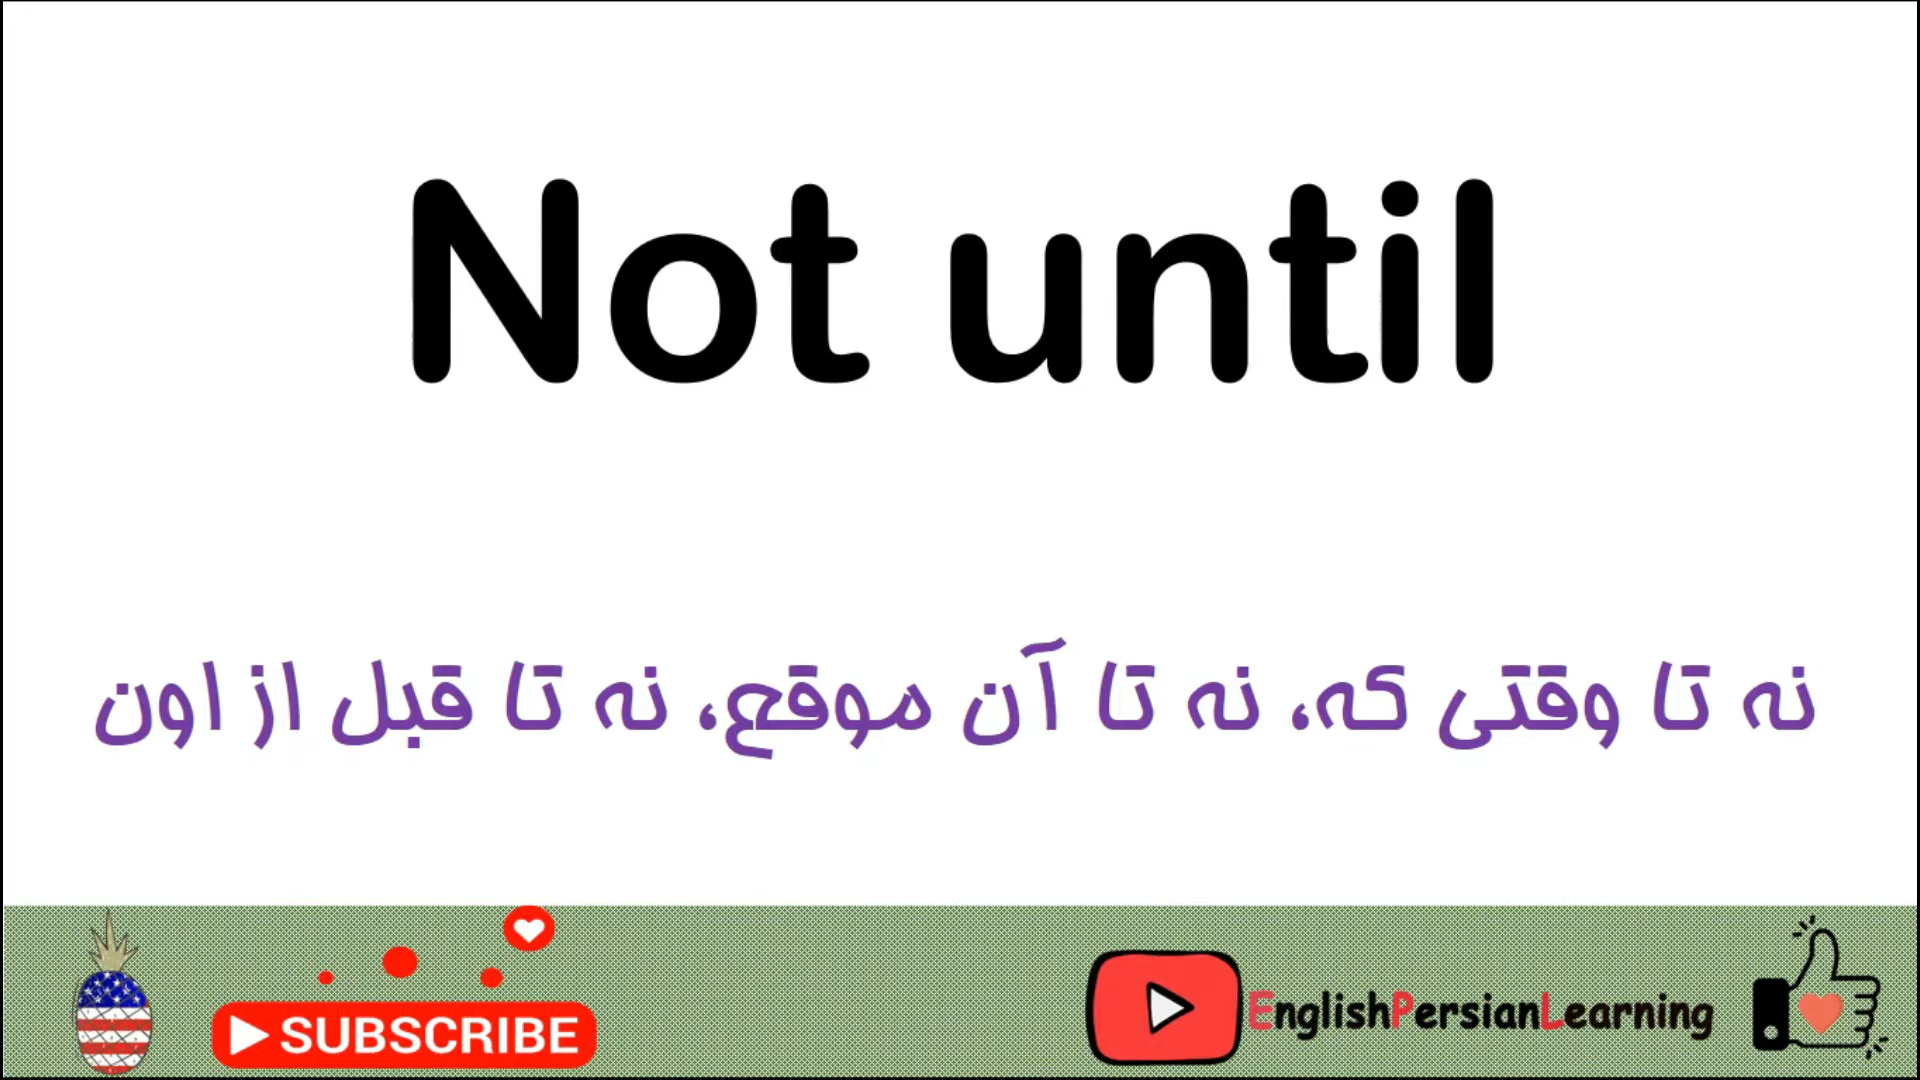 Not until
نه تا وقتی که، نه تا آن موقع، نه تا قبل از اون
SUBSCRIBE
EnglishPersianLearning